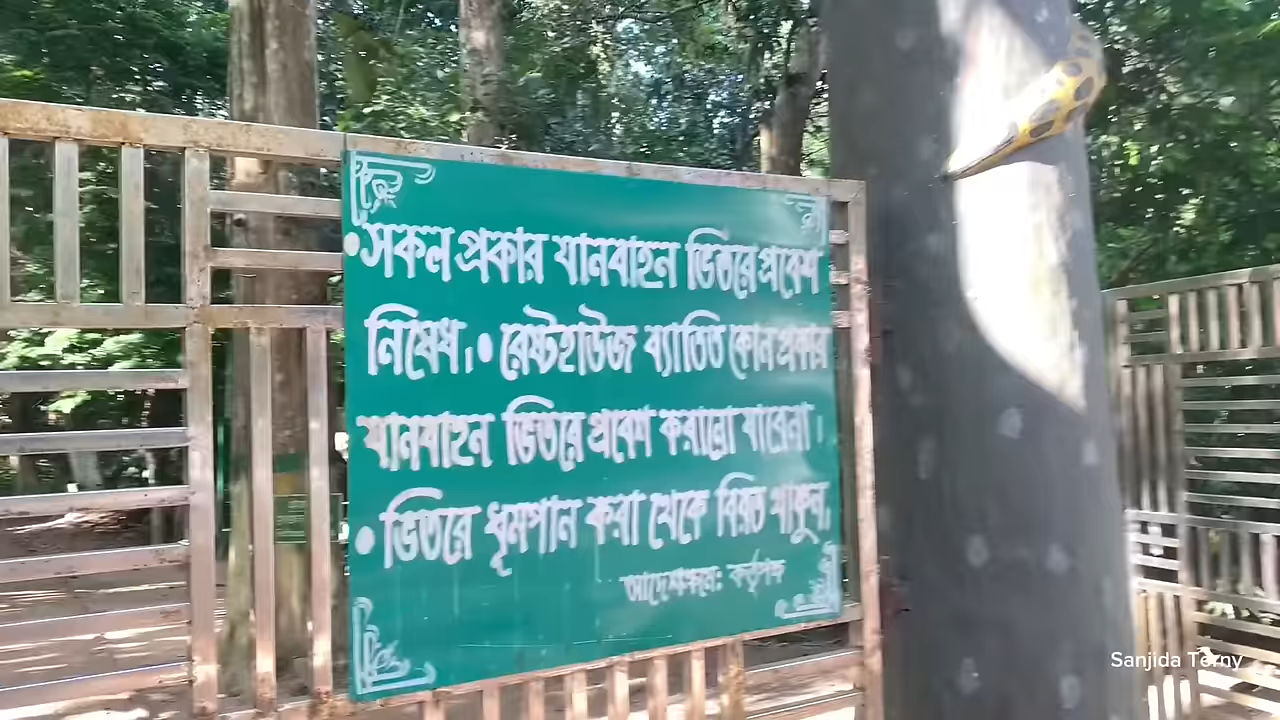 •সকল প্রকার যানবাহন ভিতরে প্রবেশ
নিষেধ।• রেষ্টহাউজ ব্যাতিত কোন প্রকার
যানবাহন ভিতরে প্রবেশ করানো যাবেনা।
• ভিতরে ধূমপান করা থেকে বিরত থাকুন,
আদেশক্রমে: কর্তৃপক্ষ
Sanjida Terny